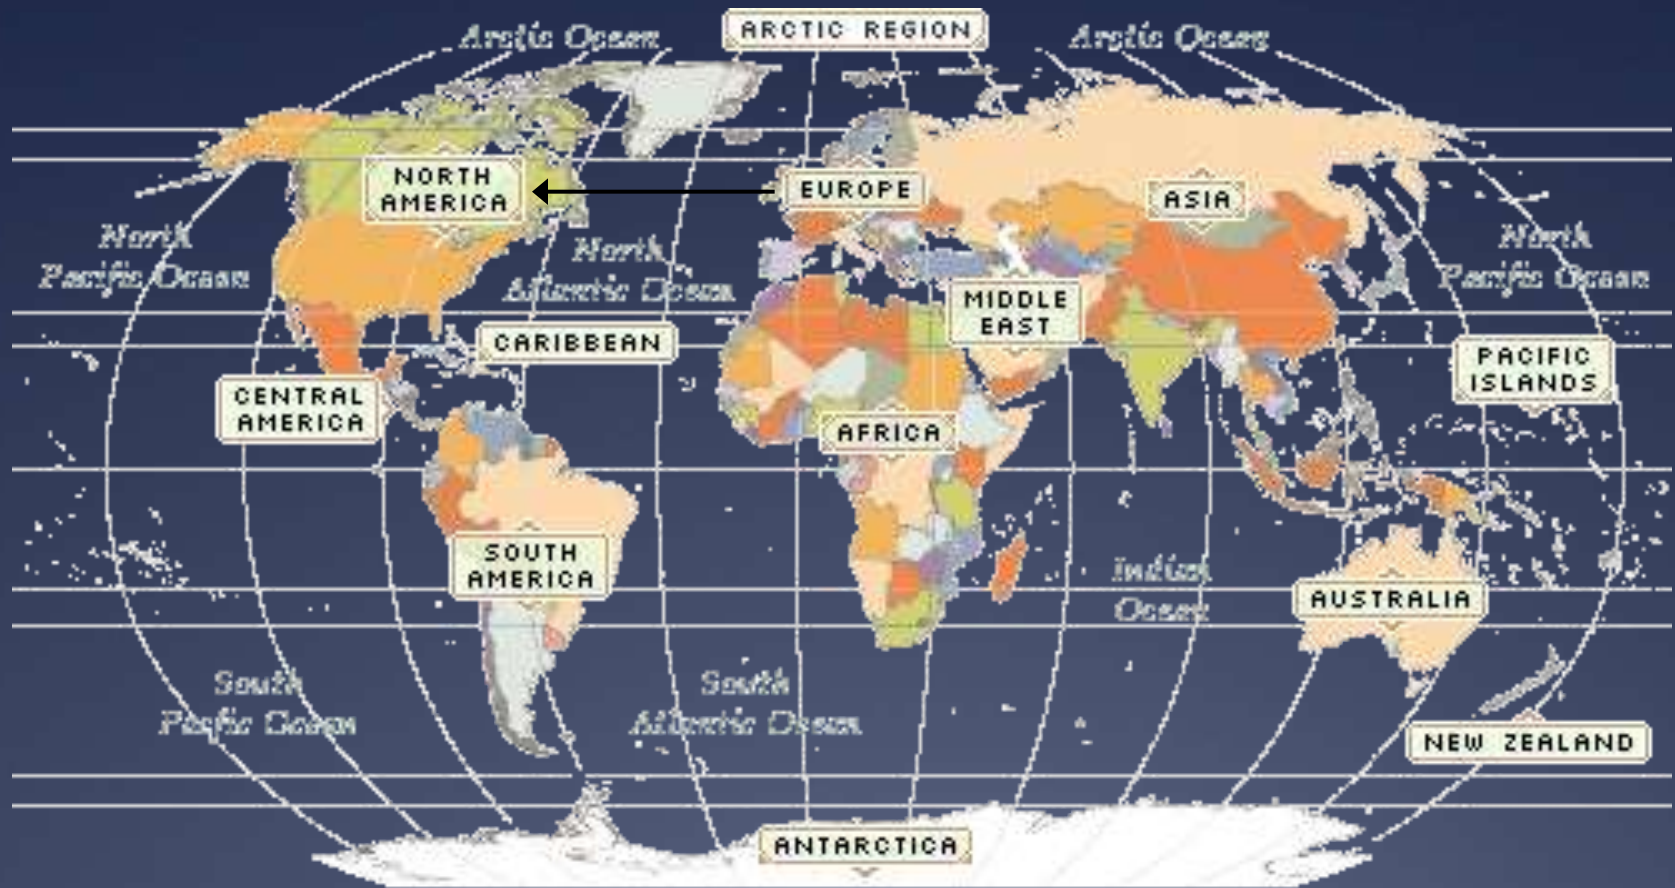 Arctic Ocean
ARCTIC REGION
Arctic Ocean
NORTH
AMERICA
EUROPE
ASIA
North
Pacific Ocean
North
Atlantic Ocean
North
Pacific Ocean
MIDDLE
EAST
CARIBBEAN
PACIFIC
ISLANDS
CENTRAL
AMERICA
AFRICA
SOUTH
AMERICA
Indian
Ocean
AUSTRALIA
South
Pacific Ocean
South
Atlantic Ocean
NEW ZEALAND
ANTARCTICA